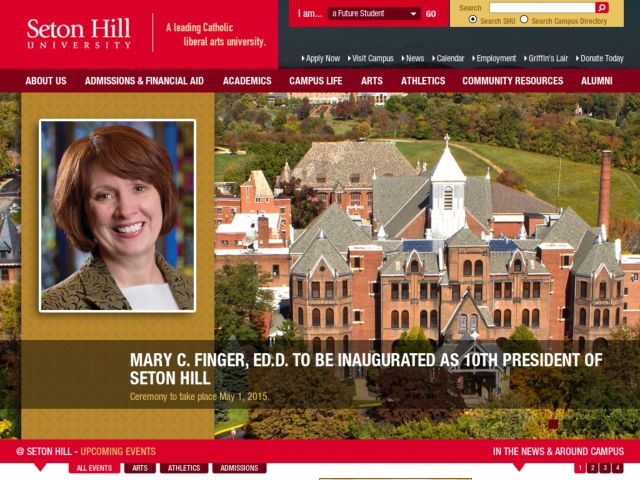 Seton Hill
UNIVERSITY
A leading Catholic
liberal arts university.
I am... a Future Student GO
Search
Search SHU Search Campus Directory
Apply Now Visit Campus News Calendar Employment Griffin's Lair Donate Today
ABOUT US ADMISSIONS & FINANCIAL AID ACADEMICS CAMPUS LIFE ARTS ATHLETICS COMMUNITY RESOURCES ALUMNI
MARY C. FINGER, ED.D. TO BE INAUGURATED AS 10TH PRESIDENT OF
SETON HILL
Ceremony to take place May 1, 2015.
@ SETON HILL - UPCOMING EVENTS IN THE NEWS & AROUND CAMPUS
ALL EVENTS ARTS ATHLETICS ADMISSIONS 1 2 3 4